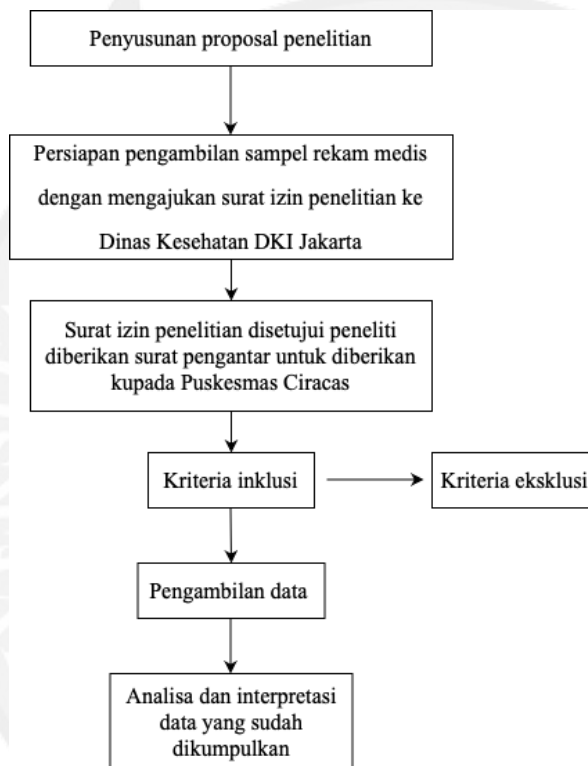 Penyusunan proposal penelitian
Persiapan pengambilan sampel rekam medis
dengan mengajukan surat izin penelitian ke
Dinas Kesehatan DKI Jakarta
Surat izin penelitian disetujui peneliti
diberikan surat pengantar untuk diberikan
kupada Puskesmas Ciracas
Kriteria inklusi
Kriteria eksklusi
Pengambilan data
Analisa dan interpretasi
data yang sudah
dikumpulkan